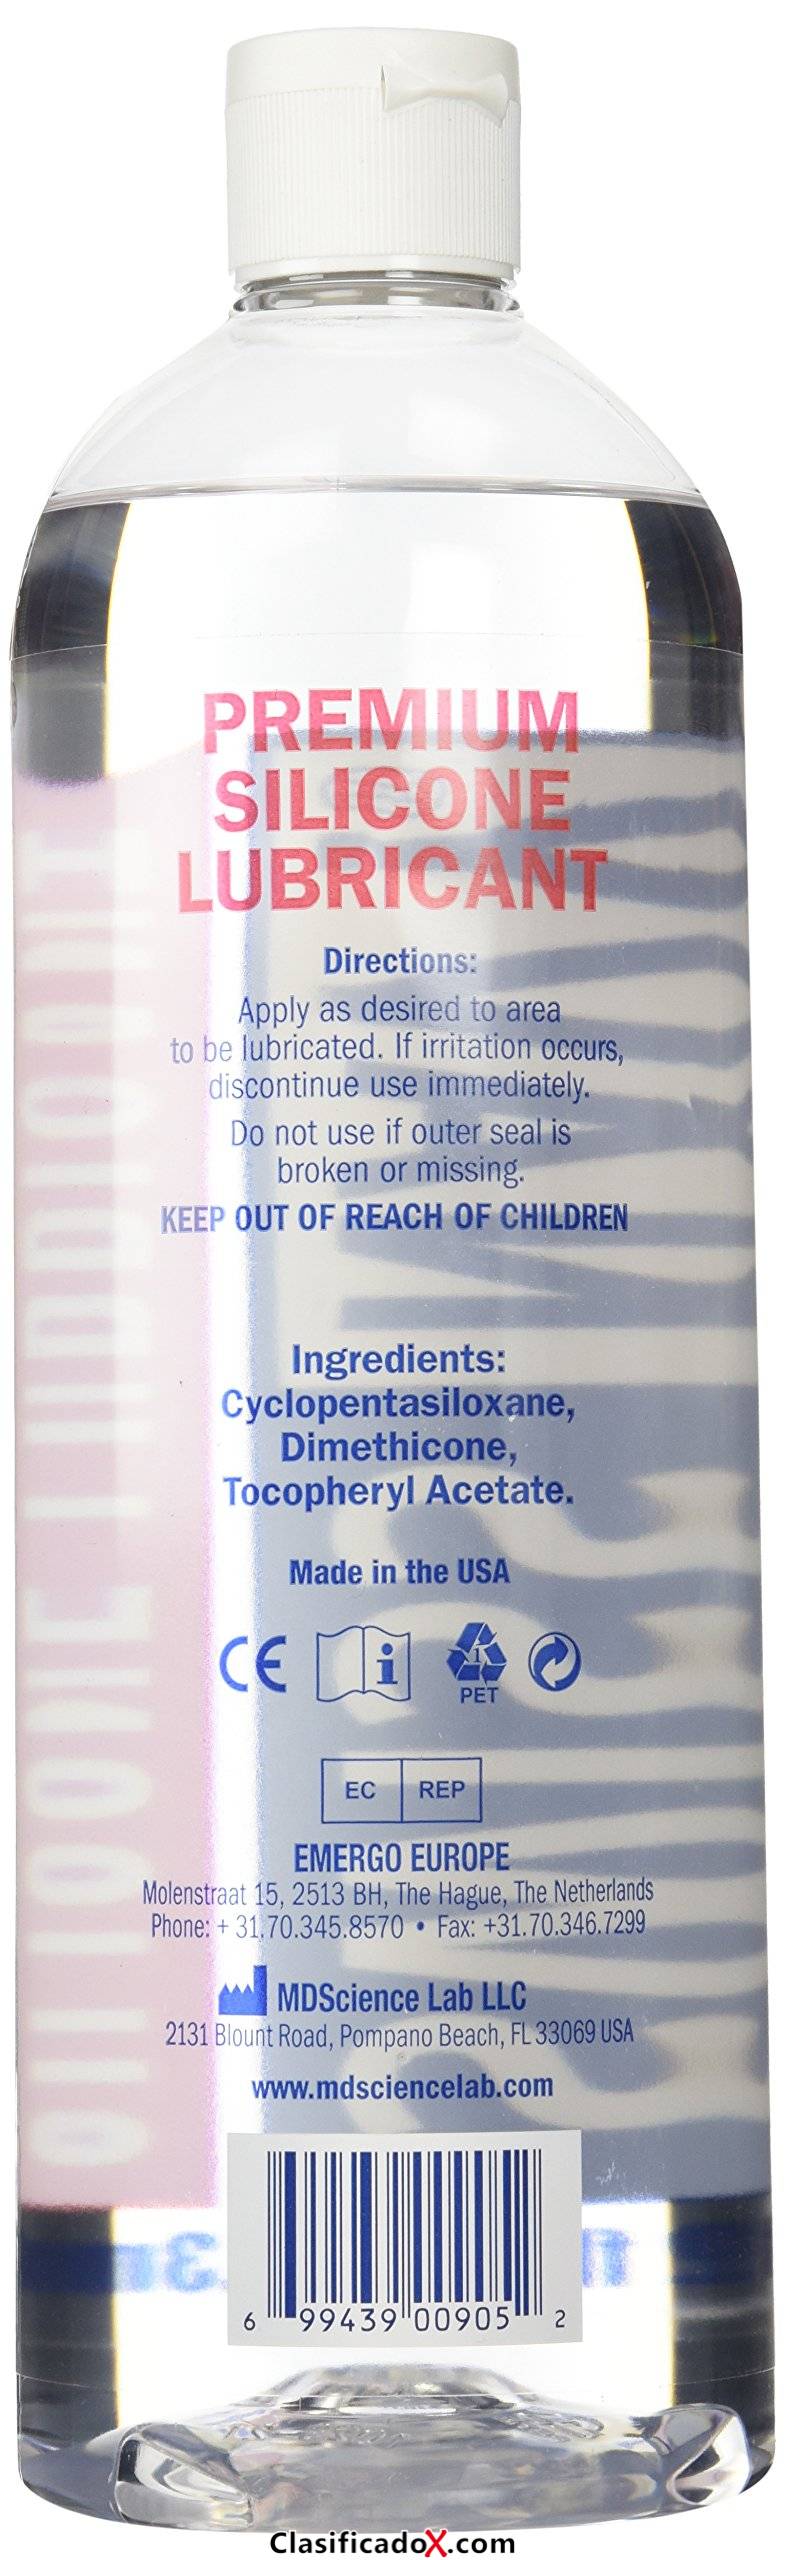 PREMIUM
SILICONE
LUBRICANT
Directions:
Apply as desired to area
to be lubricated. If irritation occurs,
discontinue use immediately.
Do not use if outer seal is
broken or missing.
KEEP OUT OF REACH OF CHILDREN
Ingredients:
Cyclopentasiloxane,
Dimethicone,
Tocopheryl Acetate.
Made in the USA
CE i 1
PET
EC REP
EMERGO EUROPE
Molenstraat 15, 2513 BH, The Hague, The Netherlands
Phone: + 31.70.345.8570 • Fax: +31.70.346.7299
MDScience Lab LLC
2131 Blount Road, Pompano Beach, FL 33069 USA
www.mdsciencelab.com
6 99439 00905 2
ClasificadoX.com